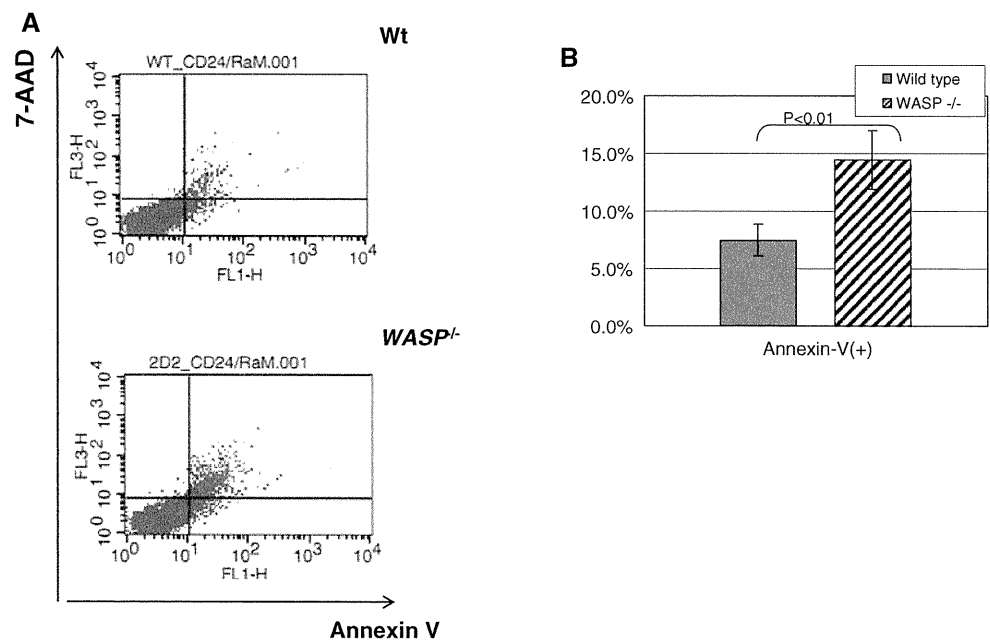 A
Wt
7-AAD
WT_CD24/RaM.001
FL3-H
10⁴
10³
10²
10¹
10⁰
10⁰ 10¹ 10² 10³ 10⁴
FL1-H
WASP-/-
2D2_CD24/RaM.001
FL3-H
10⁴
10³
10²
10¹
10⁰
10⁰ 10¹ 10² 10³ 10⁴
FL1-H
Annexin V
B
Wild type
WASP -/-
P<0.01
20.0%
15.0%
10.0%
5.0%
0.0%
Annexin-V(+)